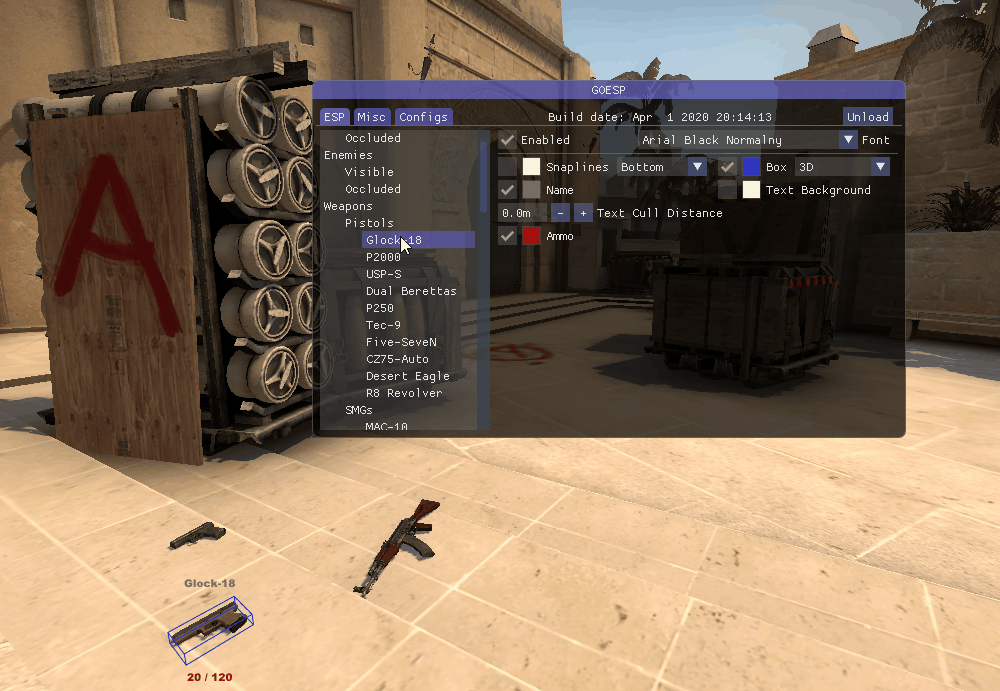 GOESP
ESP Misc Configs Build date: Apr 1 2020 20:14:13 Unload
Occluded
Enemies
Visible
Occluded
Weapons
Pistols
Glock-18
P2000
USP-S
Dual Berettas
P250
Tec-9
Five-SeveN
CZ75-Auto
Desert Eagle
R8 Revolver
SMGs
MAC-10
Enabled Arial Black Normalny Font
Snaplines Bottom Box 3D
Name Text Background
0.0m - + Text Cull Distance
Ammo
A
Glock-18
20 / 120